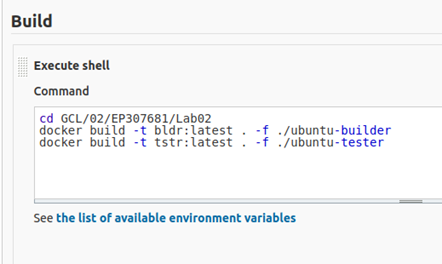 Build
Execute shell
Command
cd GCL/02/EP307681/Lab02
docker build -t bldr:latest . -f ./ubuntu-builder
docker build -t tstr:latest . -f ./ubuntu-tester
See the list of available environment variables